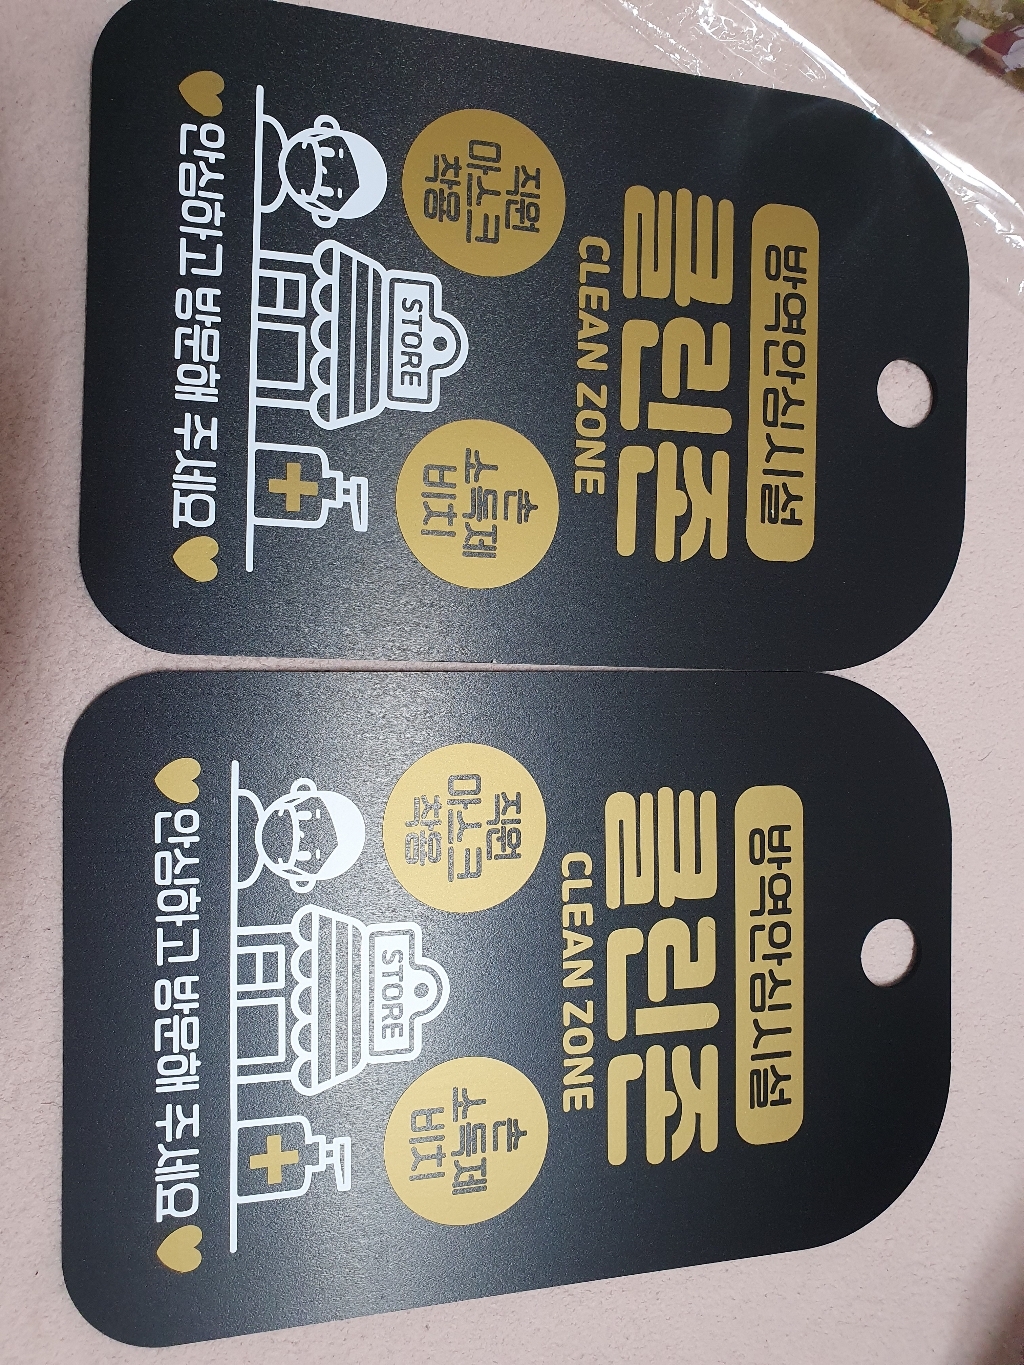 방역안심시설
클린존
CLEAN ZONE
직원
마스크
착용
손
소독제
비치
STORE
안심하고 방문해 주세요
방역안심시설
클린존
CLEAN ZONE
직원
마스크
착용
손
소독제
비치
STORE
안심하고 방문해 주세요